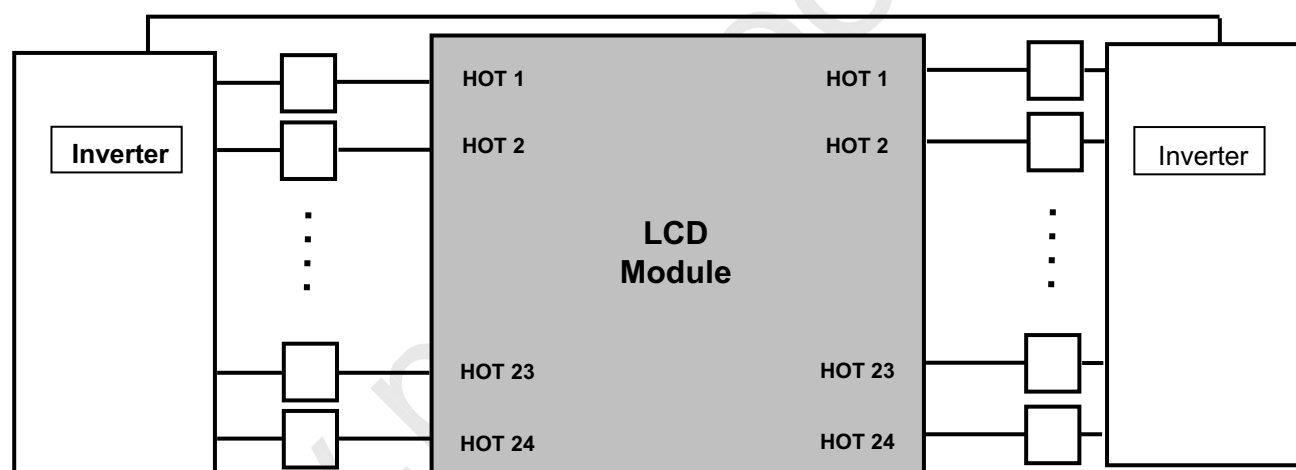 HOT 1 HOT 1
HOT 2 HOT 2
Inverter Inverter
LCD
Module
HOT 23 HOT 23
HOT 24 HOT 24